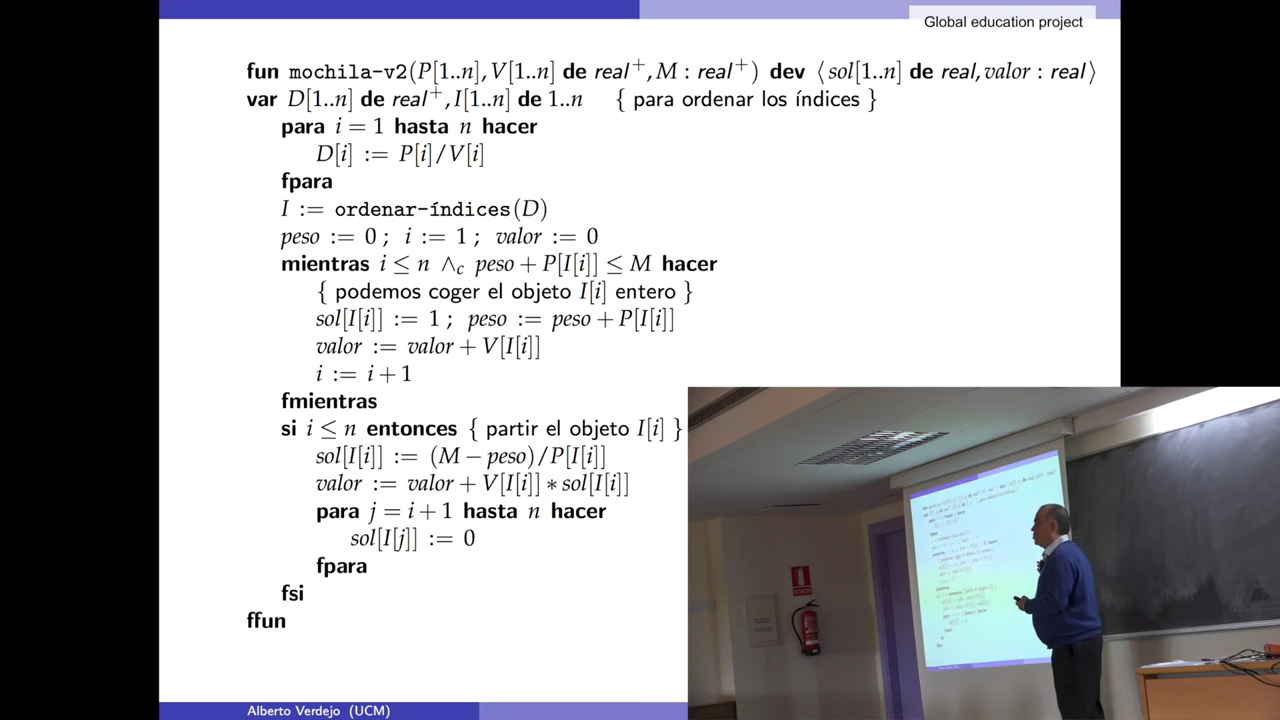 Global education project
fun mochila-v2(P[1..n], V[1..n] de real⁺, M : real⁺) dev ⟨sol[1..n] de real, valor : real⟩
var D[1..n] de real⁺, I[1..n] de 1..n { para ordenar los índices }
para i = 1 hasta n hacer
D[i] := P[i]/V[i]
fpara
I := ordenar-índices(D)
peso := 0 ; i := 1 ; valor := 0
mientras i ≤ n ∧c peso + P[I[i]] ≤ M hacer
{ podemos coger el objeto I[i] entero }
sol[I[i]] := 1 ; peso := peso + P[I[i]]
valor := valor + V[I[i]]
i := i + 1
fmientras
si i ≤ n entonces { partir el objeto I[i] }
sol[I[i]] := (M − peso)/P[I[i]]
valor := valor + V[I[i]] ∗ sol[I[i]]
para j = i + 1 hasta n hacer
sol[I[j]] := 0
fpara
fsi
ffun
Alberto Verdejo (UCM)